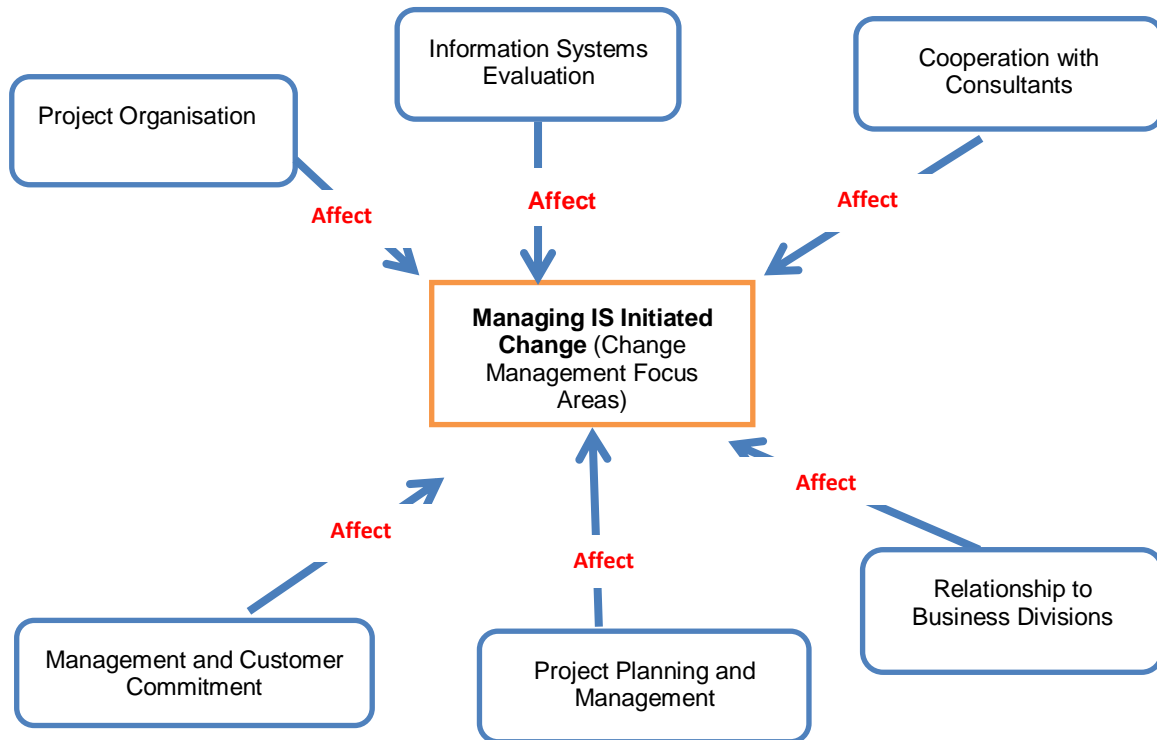 Information Systems
Evaluation
Cooperation with
Consultants
Project Organisation
Affect
Affect
Affect
Managing IS Initiated
Change (Change
Management Focus
Areas)
Affect
Affect
Affect
Relationship to
Business Divisions
Management and Customer
Commitment
Project Planning and
Management